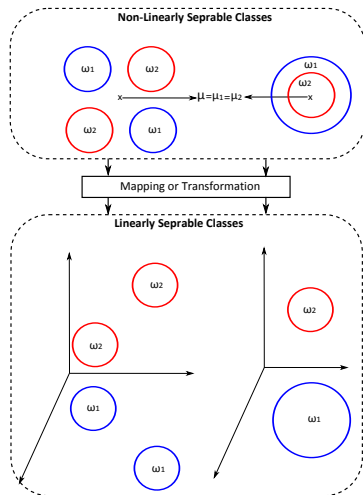 Non-Linearly Seprable Classes
ω1
ω2
ω1
ω2
x
μ=μ1=μ2
x
ω2
ω1
Mapping or Transformation
Linearly Seprable Classes
ω2
ω2
ω2
ω1
ω1
ω1